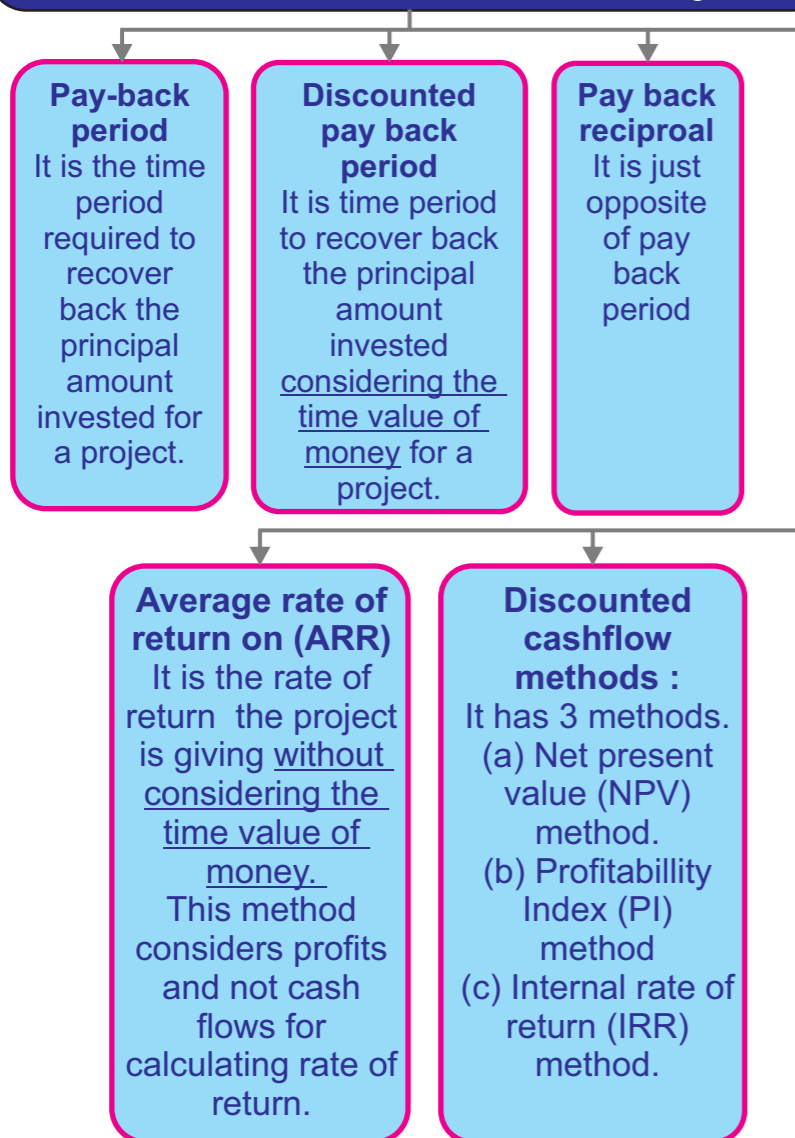 Pay-back
period
It is the time
period
required to
recover
back the
principal
amount
invested for
a project.
Discounted
pay back
period
It is time period
to recover back
the principal
amount
invested
considering the
time value of
money for a
project.
Pay back
reciproal
It is just
opposite
of pay
back
period
Average rate of
return on (ARR)
It is the rate of
return the project
is giving without
considering the
time value of
money.
This method
considers profits
and not cash
flows for
calculating rate of
return.
Discounted
cashflow
methods :
It has 3 methods.
(a) Net present
value (NPV)
method.
(b) Profitabillity
Index (PI)
method
(c) Internal rate of
return (IRR)
method.